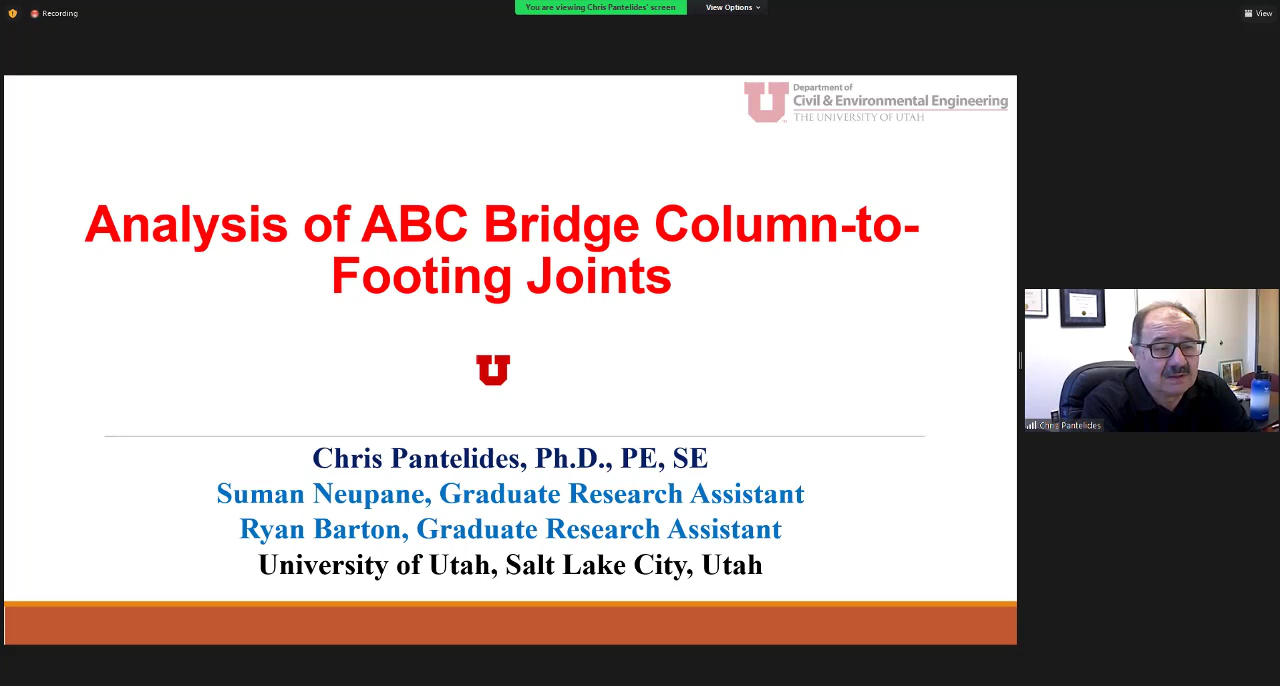 Recording
You are viewing Chris Pantelides' screen
View Options
View
Department of
Civil & Environmental Engineering
THE UNIVERSITY OF UTAH
Analysis of ABC Bridge Column-to-
Footing Joints
Chris Pantelides, Ph.D., PE, SE
Suman Neupane, Graduate Research Assistant
Ryan Barton, Graduate Research Assistant
University of Utah, Salt Lake City, Utah
Chris Pantelides